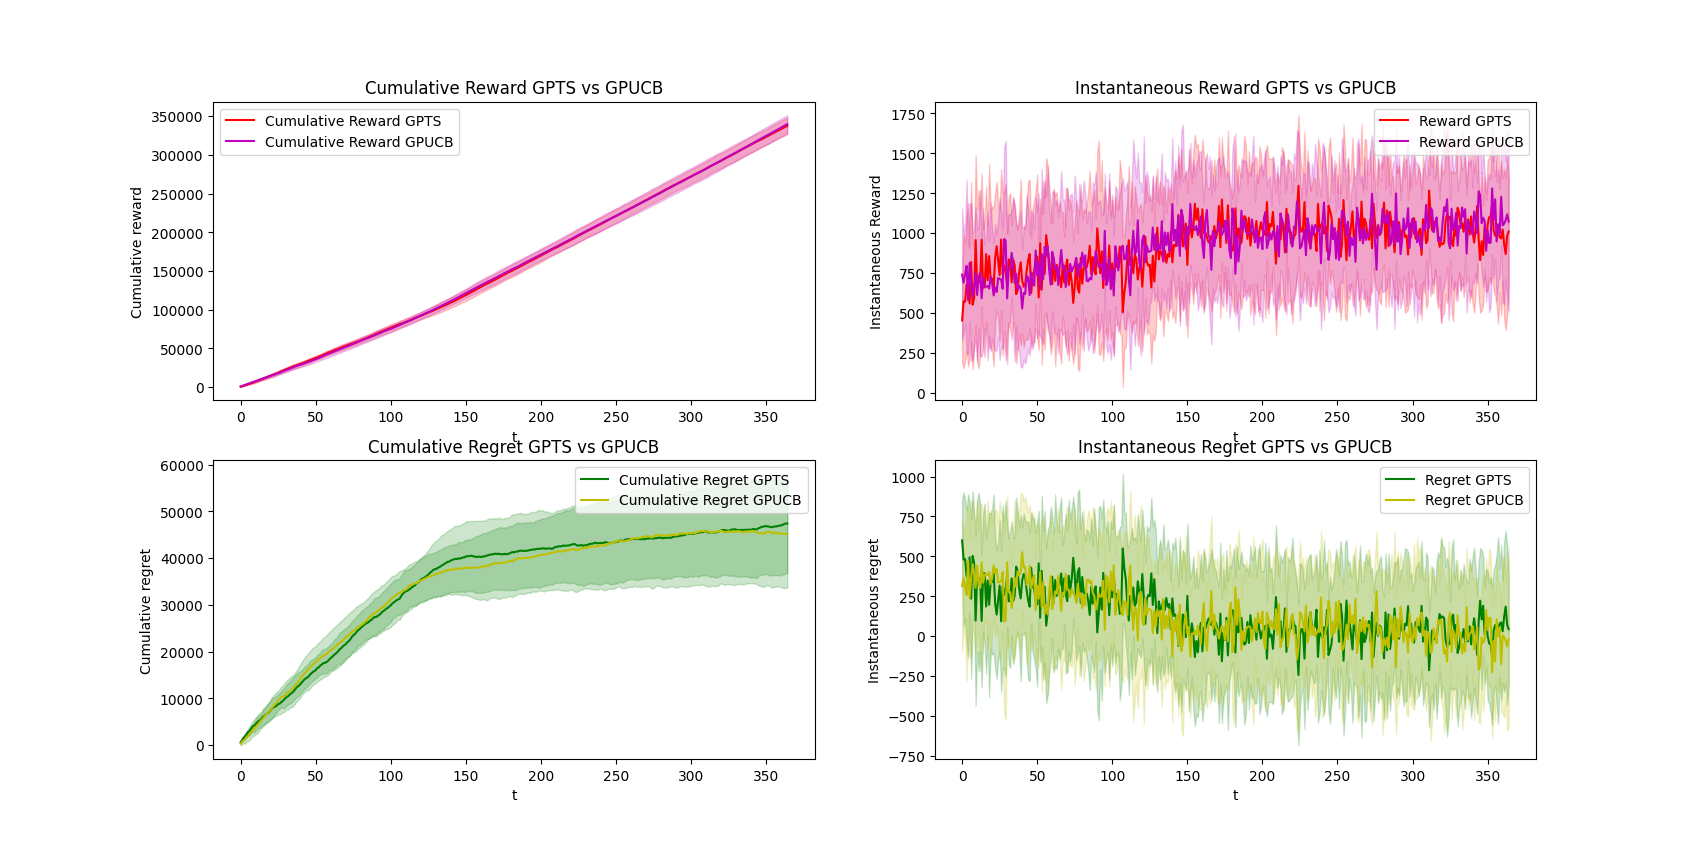 Cumulative Reward GPTS vs GPUCB
Cumulative Reward GPTS
Cumulative Reward GPUCB
Cumulative reward
350000
300000
250000
200000
150000
100000
50000
0
0 50 100 150 200 250 300 350
t
Instantaneous Reward GPTS vs GPUCB
Reward GPTS
Reward GPUCB
Instantaneous Reward
1750
1500
1250
1000
750
500
250
0
0 50 100 150 200 250 300 350
t
Cumulative Regret GPTS vs GPUCB
Cumulative Regret GPTS
Cumulative Regret GPUCB
Cumulative regret
60000
50000
40000
30000
20000
10000
0
0 50 100 150 200 250 300 350
t
Instantaneous Regret GPTS vs GPUCB
Regret GPTS
Regret GPUCB
Instantaneous regret
1000
750
500
250
0
−250
−500
−750
0 50 100 150 200 250 300 350
t